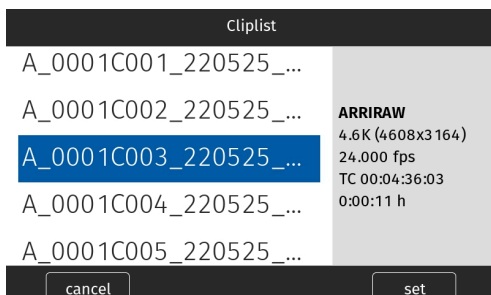 Cliplist
A_0001C001_220525_...
A_0001C002_220525_...
A_0001C003_220525_...
A_0001C004_220525_...
A_0001C005_220525_...
ARRIRAW
4.6K (4608x3164)
24.000 fps
TC 00:04:36:03
0:00:11 h
cancel
set